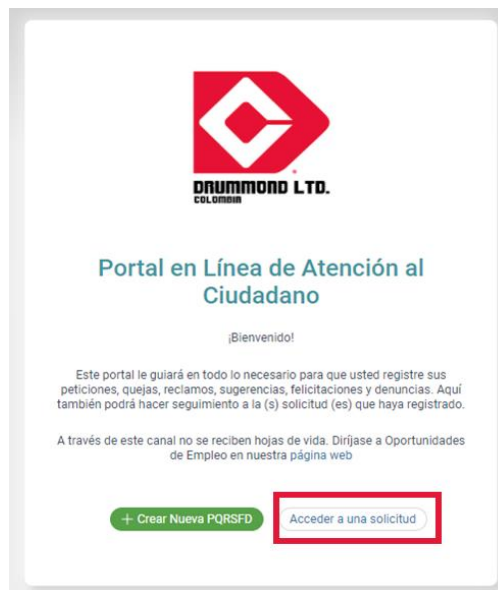 DRUMMOND LTD.
COLOMBIA
Portal en Línea de Atención al
Ciudadano
¡Bienvenido!
Este portal le guiará en todo lo necesario para que usted registre sus
peticiones, quejas, reclamos, sugerencias, felicitaciones y denuncias. Aquí
también podrá hacer seguimiento a la (s) solicitud (es) que haya registrado.
A través de este canal no se reciben hojas de vida. Diríjase a Oportunidades
de Empleo en nuestra página web
+ Crear Nueva PQRSFD
Acceder a una solicitud